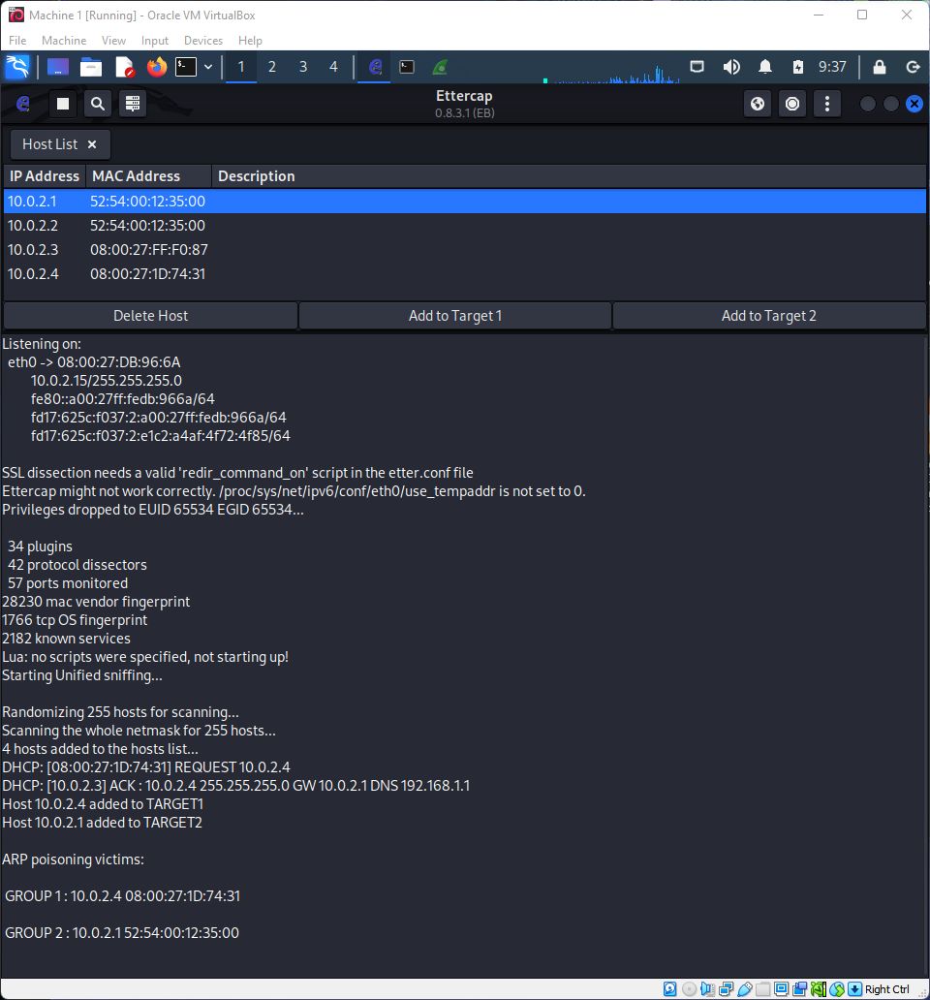 Machine 1 [Running] - Oracle VM VirtualBox
File Machine View Input Devices Help
1 2 3 4 9:37
Ettercap
0.8.3.1 (EB)
Host List
IP Address MAC Address Description
10.0.2.1 52:54:00:12:35:00
10.0.2.2 52:54:00:12:35:00
10.0.2.3 08:00:27:FF:F0:87
10.0.2.4 08:00:27:1D:74:31
Delete Host Add to Target 1 Add to Target 2
Listening on:
eth0 -> 08:00:27:DB:96:6A
10.0.2.15/255.255.255.0
fe80::a00:27ff:fedb:966a/64
fd17:625c:f037:2:a00:27ff:fedb:966a/64
fd17:625c:f037:2:e1c2:a4af:4f72:4f85/64
SSL dissection needs a valid 'redir_command_on' script in the etter.conf file
Ettercap might not work correctly. /proc/sys/net/ipv6/conf/eth0/use_tempaddr is not set to 0.
Privileges dropped to EUID 65534 EGID 65534...
34 plugins
42 protocol dissectors
57 ports monitored
28230 mac vendor fingerprint
1766 tcp OS fingerprint
2182 known services
Lua: no scripts were specified, not starting up!
Starting Unified sniffing...
Randomizing 255 hosts for scanning...
Scanning the whole netmask for 255 hosts...
4 hosts added to the hosts list...
DHCP: [08:00:27:1D:74:31] REQUEST 10.0.2.4
DHCP: [10.0.2.3] ACK : 10.0.2.4 255.255.255.0 GW 10.0.2.1 DNS 192.168.1.1
Host 10.0.2.4 added to TARGET1
Host 10.0.2.1 added to TARGET2
ARP poisoning victims:
GROUP 1 : 10.0.2.4 08:00:27:1D:74:31
GROUP 2 : 10.0.2.1 52:54:00:12:35:00
Right Ctrl